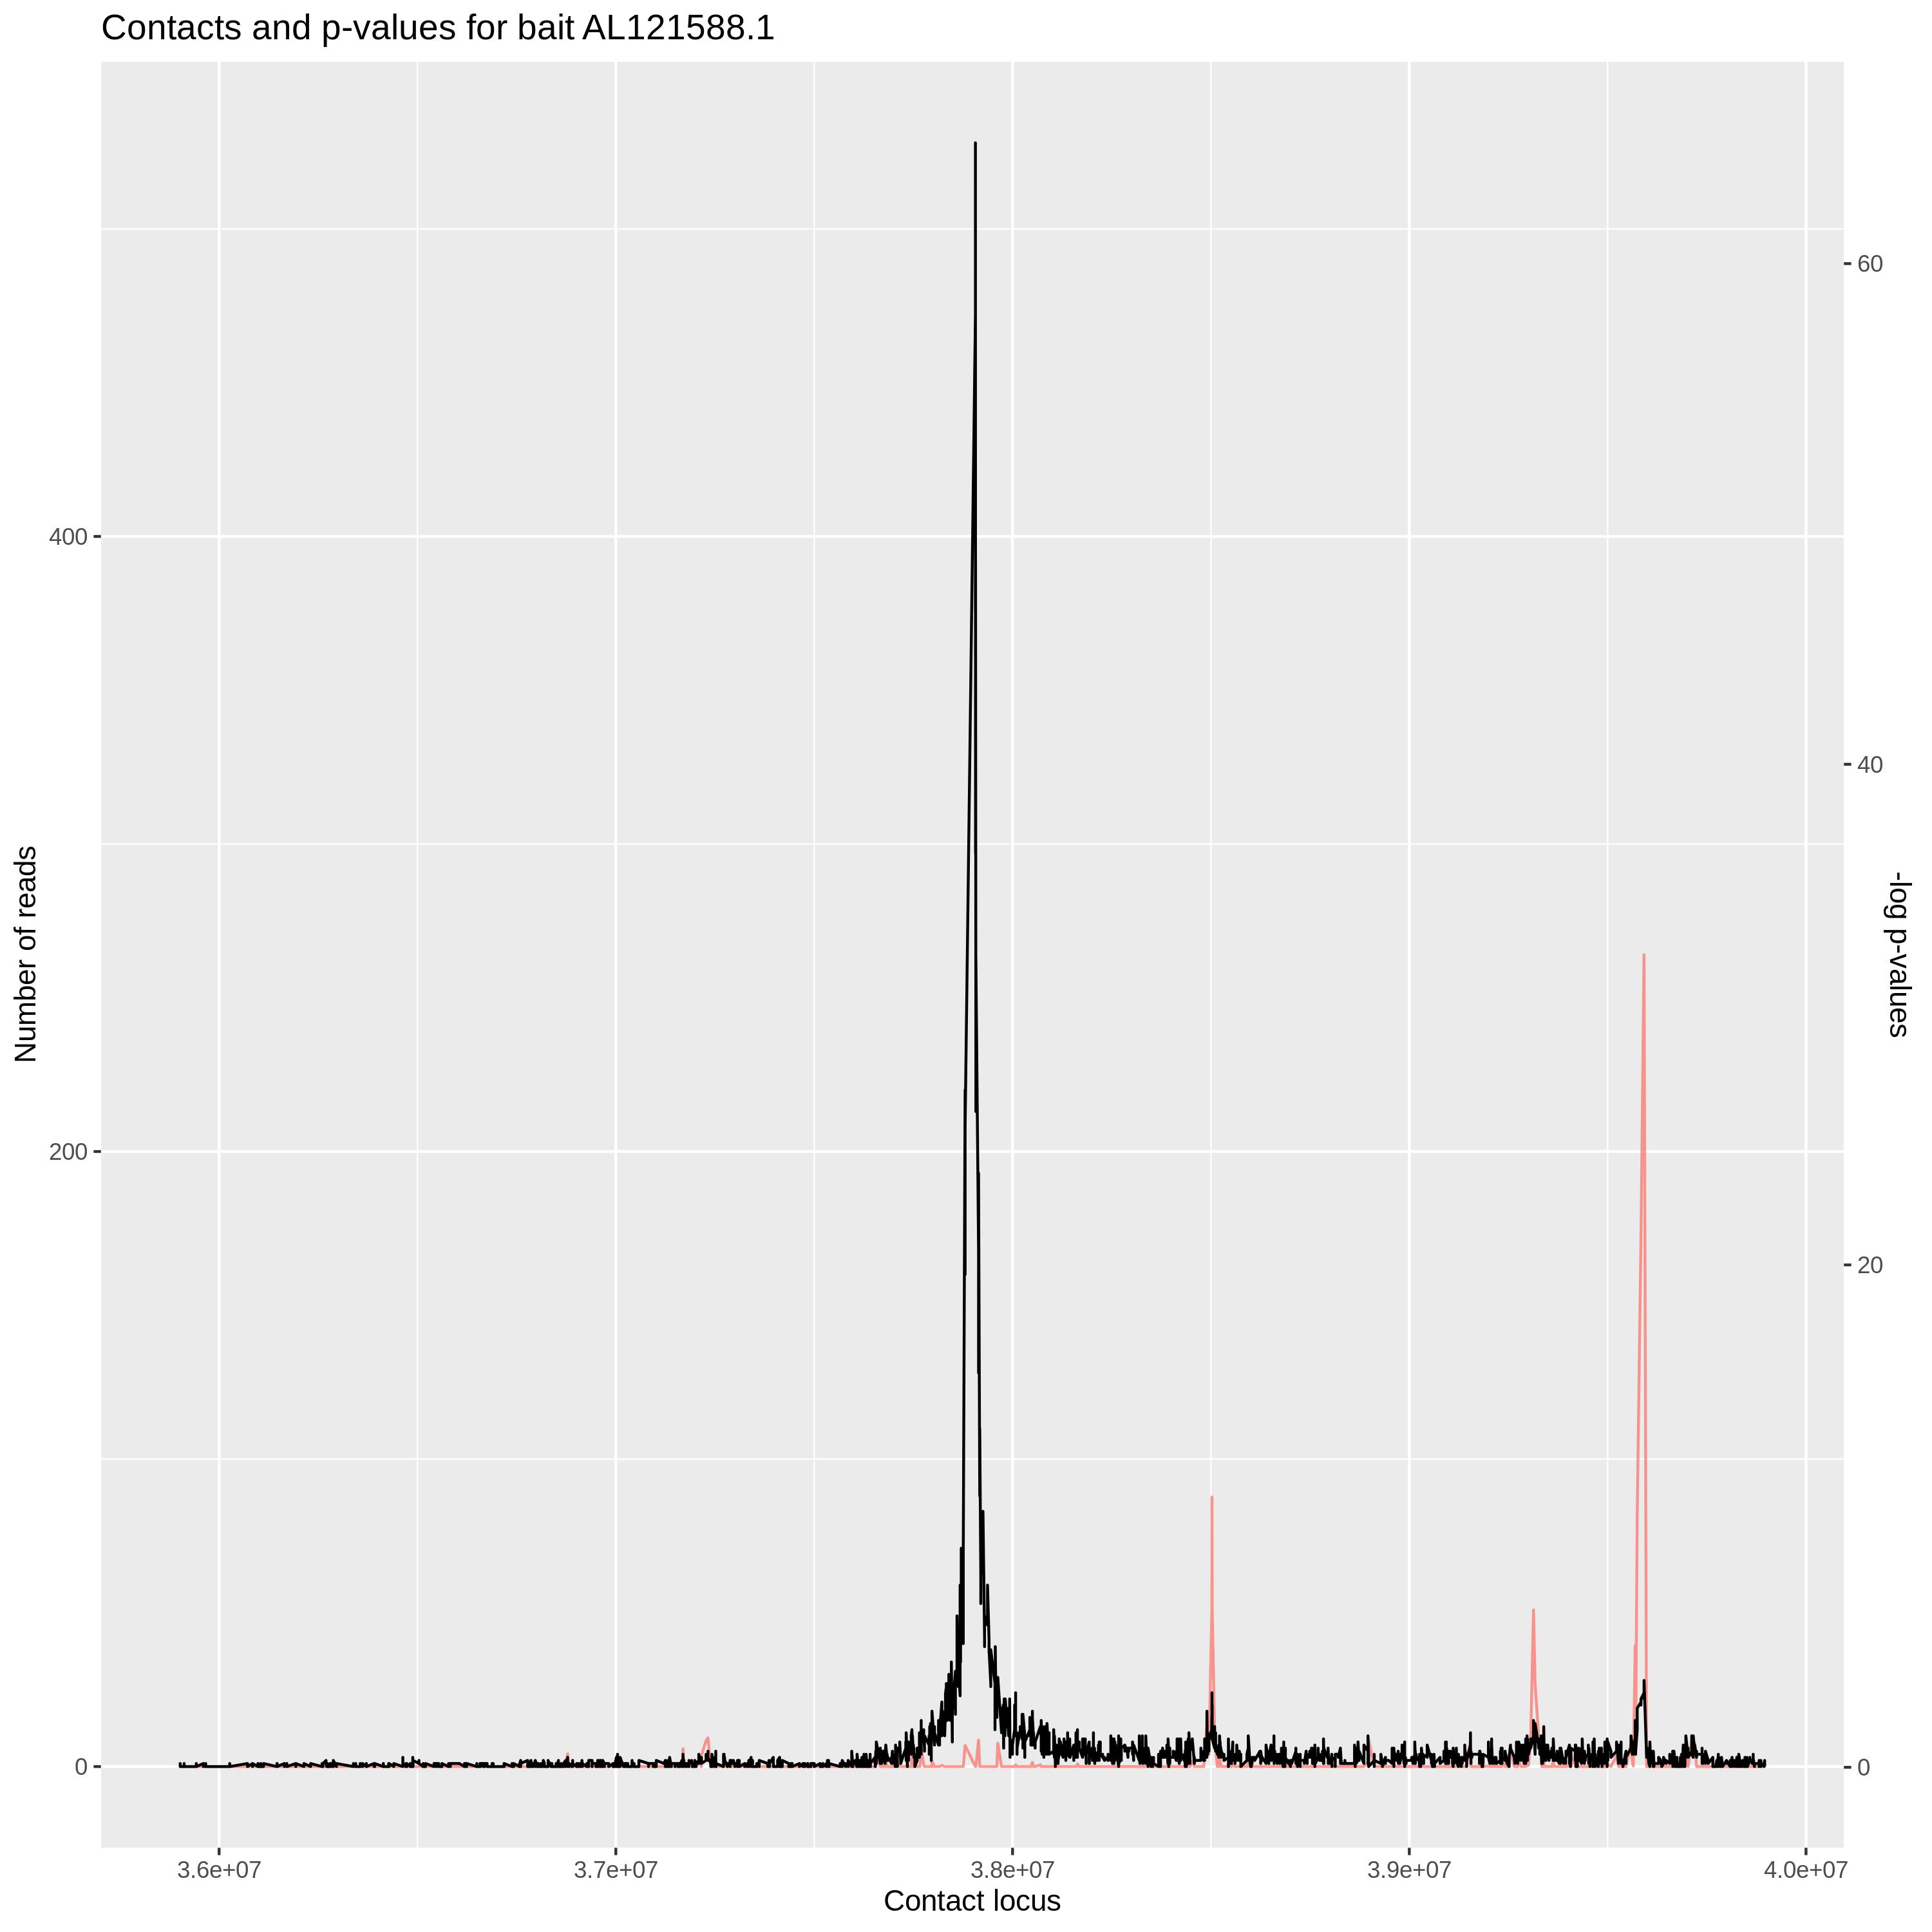 Contacts and p-values for bait AL121588.1
Number of reads
400
200
0
60
40
20
0
-log p-values
3.6e+07 3.7e+07 3.8e+07 3.9e+07 4.0e+07
Contact locus